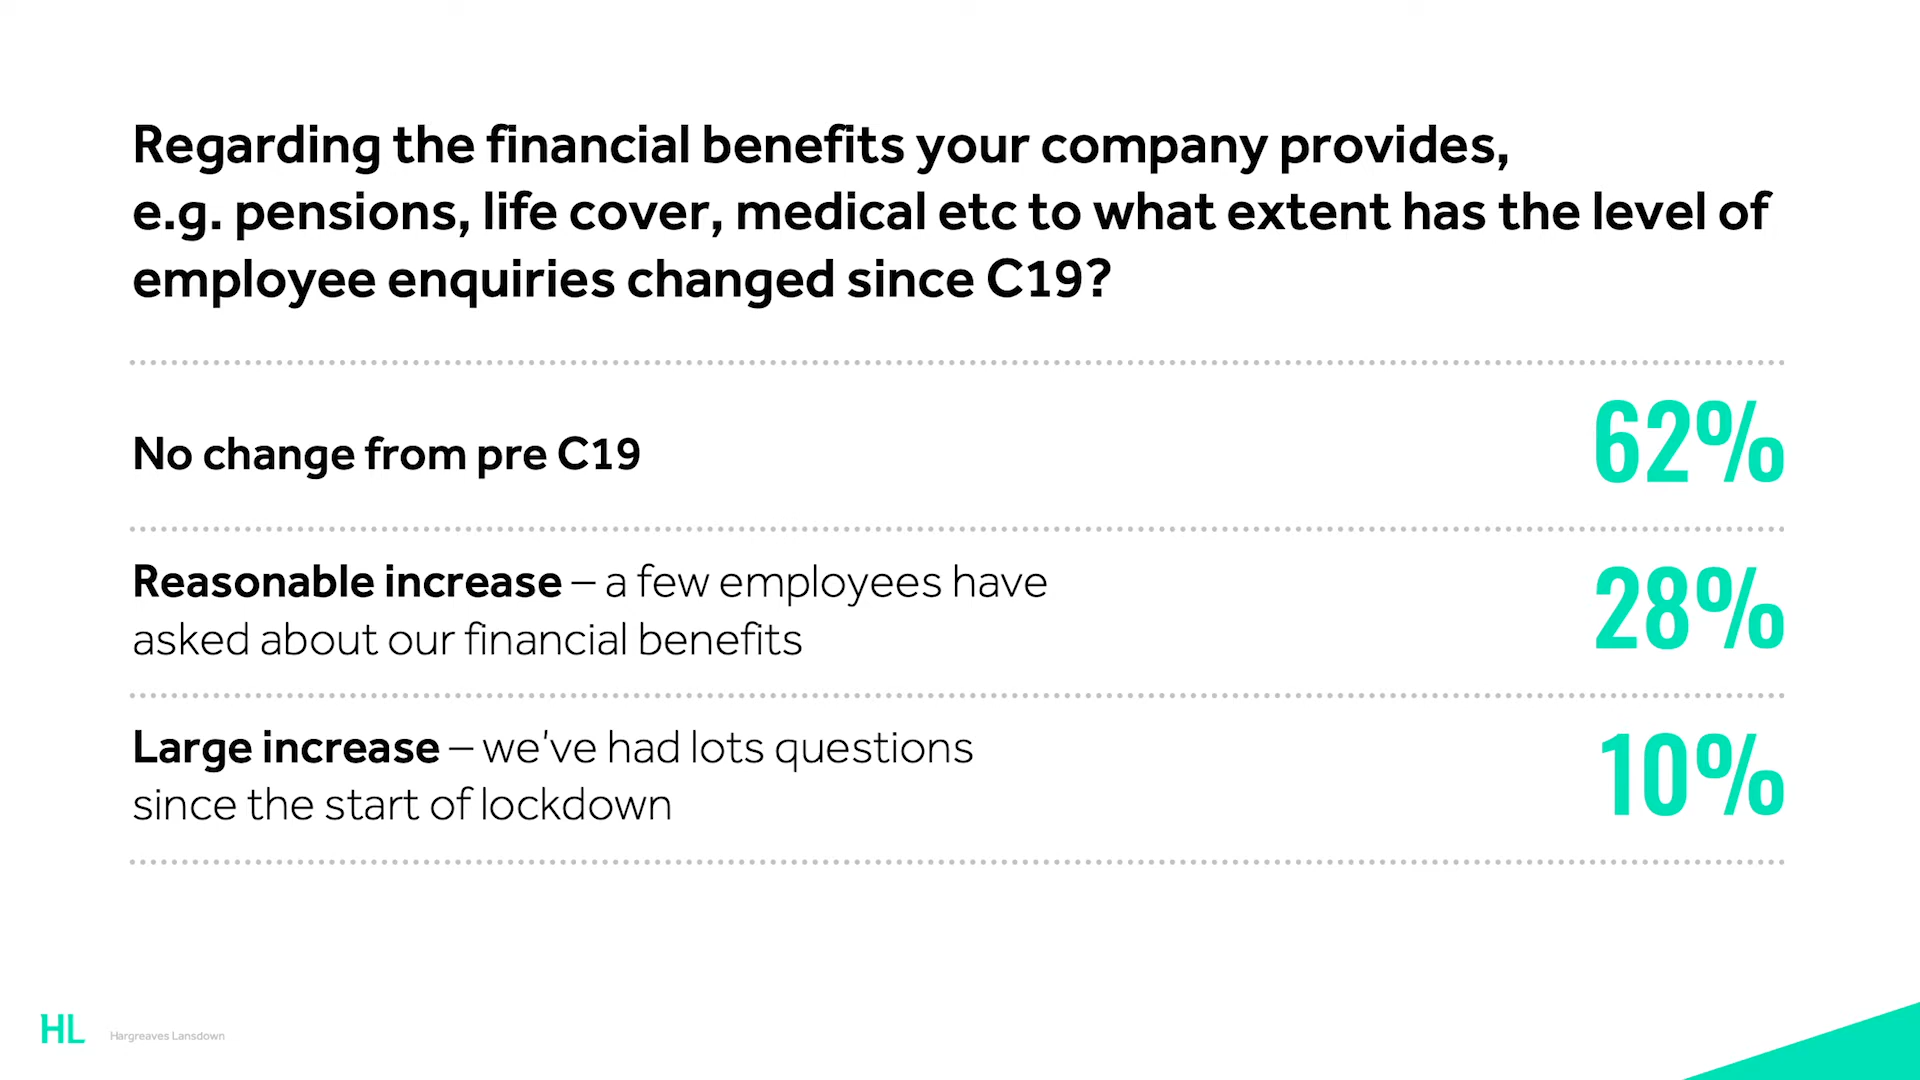 Regarding the financial benefits your company provides,
e.g. pensions, life cover, medical etc to what extent has the level of
employee enquiries changed since C19?
No change from pre C19
62%
Reasonable increase – a few employees have
asked about our financial benefits
28%
Large increase – we've had lots questions
since the start of lockdown
10%
HL
Hargreaves Lansdown